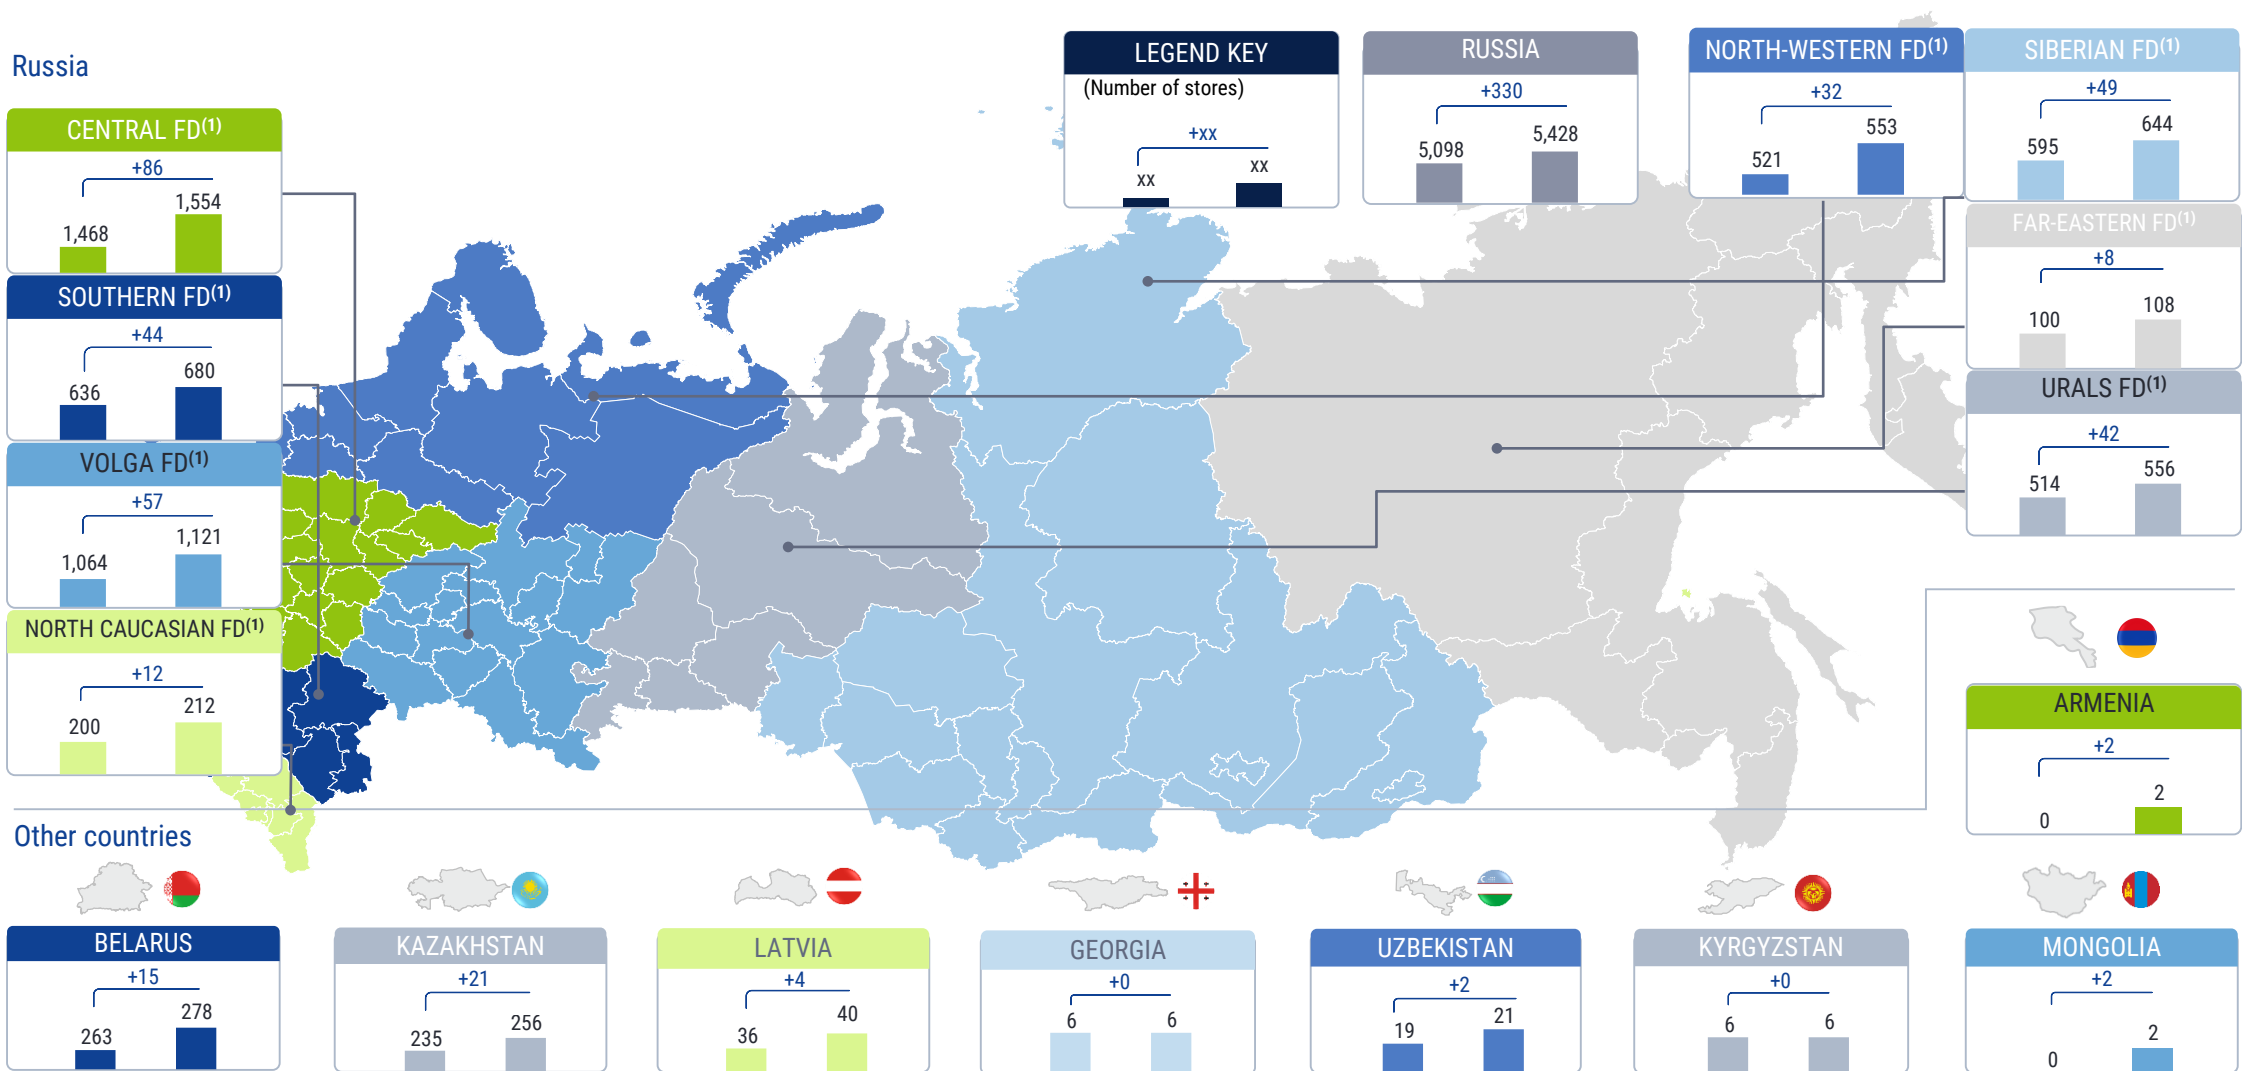 Russia
CENTRAL FD(1)
+86
1,468
1,554
SOUTHERN FD(1)
+44
636
680
VOLGA FD(1)
+57
1,064
1,121
NORTH CAUCASIAN FD(1)
+12
200
212
LEGEND KEY
(Number of stores)
+xx
xx
xx
RUSSIA
+330
5,098
5,428
NORTH-WESTERN FD(1)
+32
521
553
SIBERIAN FD(1)
+49
595
644
FAR-EASTERN FD(1)
+8
100
108
URALS FD(1)
+42
514
556
ARMENIA
+2
0
2
Other countries
BELARUS
+15
263
278
KAZAKHSTAN
+21
235
256
LATVIA
+4
36
40
GEORGIA
+0
6
6
UZBEKISTAN
+2
19
21
KYRGYZSTAN
+0
6
6
MONGOLIA
+2
0
2